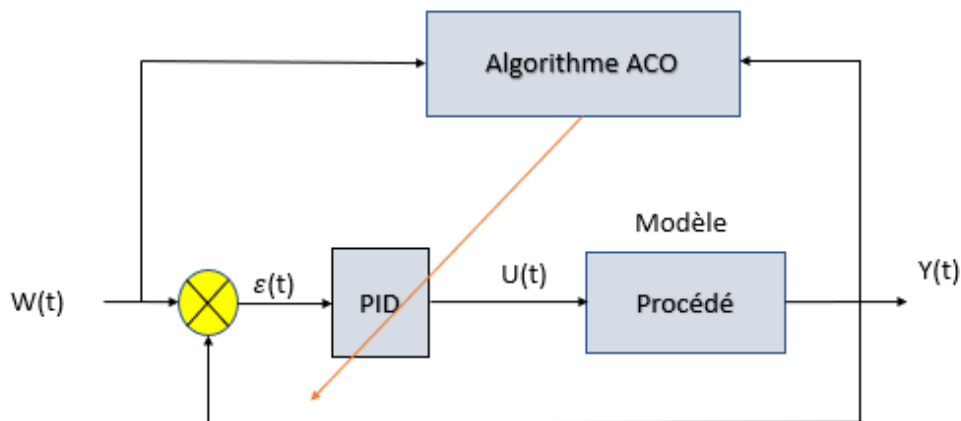 Algorithme ACO
Modèle
W(t)
ε(t)
PID
U(t)
Procédé
Y(t)